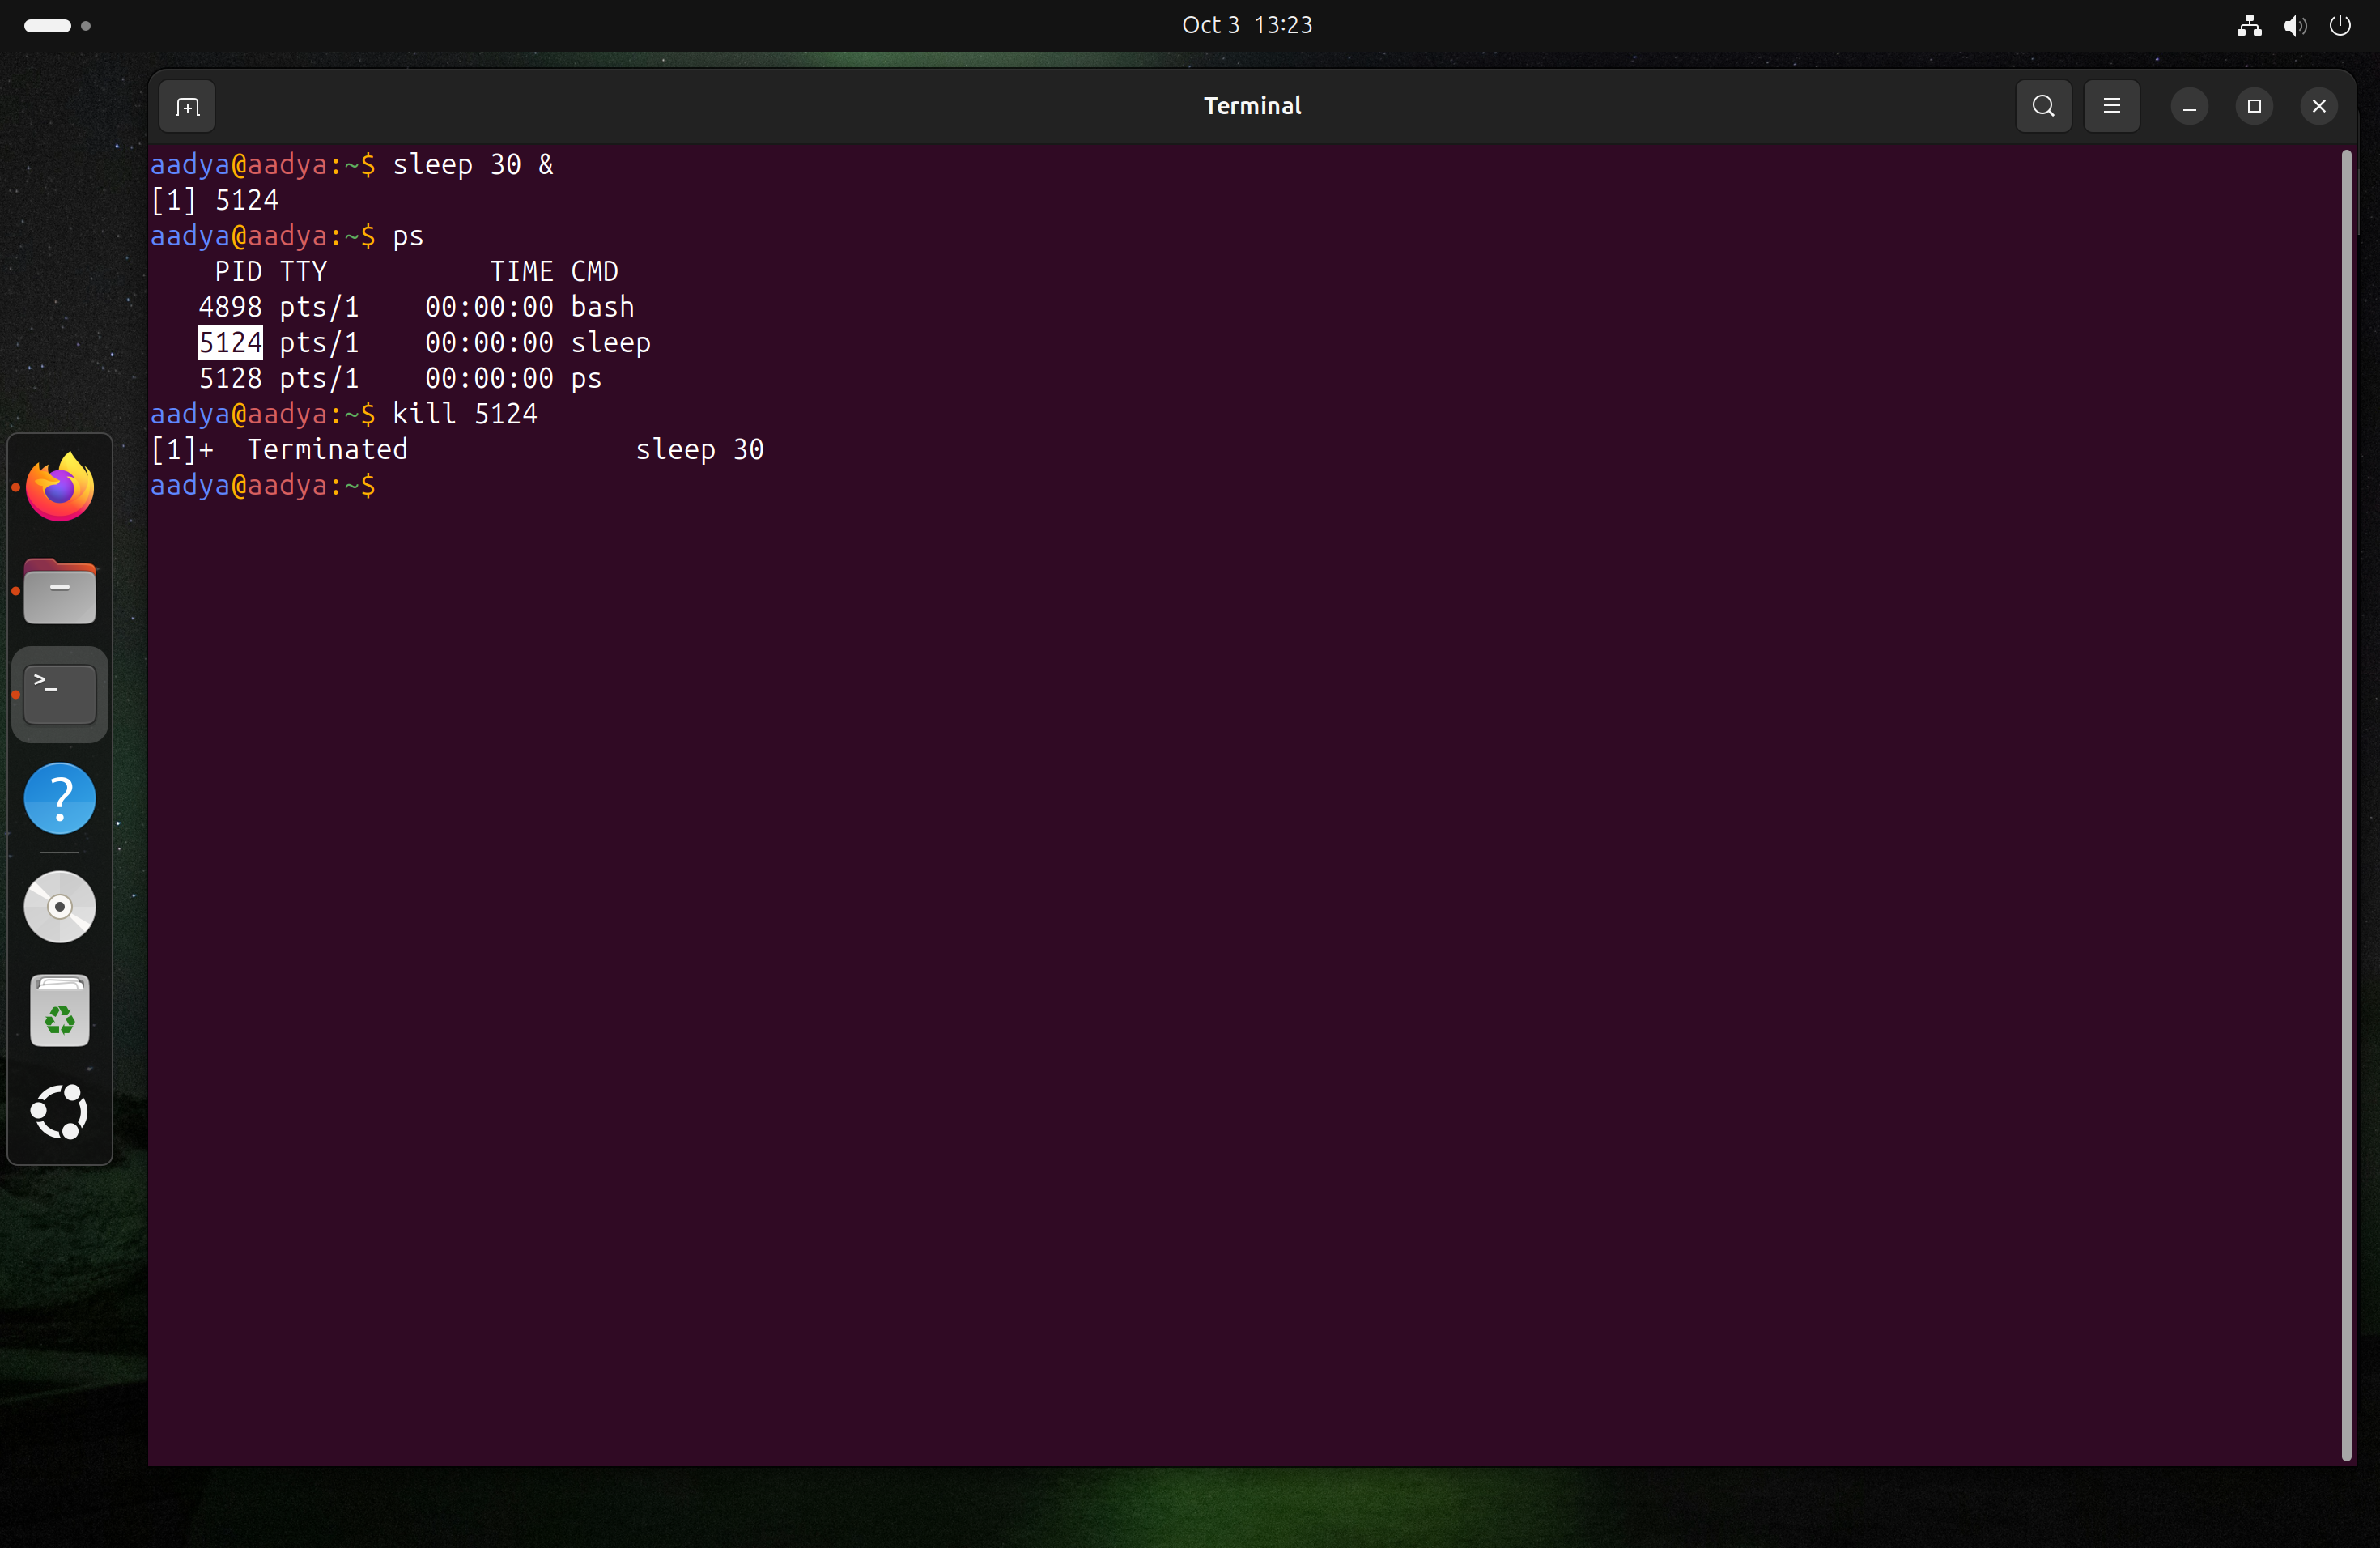 Oct 3  13:23
Terminal
aadya@aadya:~$ sleep 30 &
[1] 5124
aadya@aadya:~$ ps
    PID TTY          TIME CMD
   4898 pts/1    00:00:00 bash
   5124 pts/1    00:00:00 sleep
   5128 pts/1    00:00:00 ps
aadya@aadya:~$ kill 5124
[1]+  Terminated              sleep 30
aadya@aadya:~$
>_
?